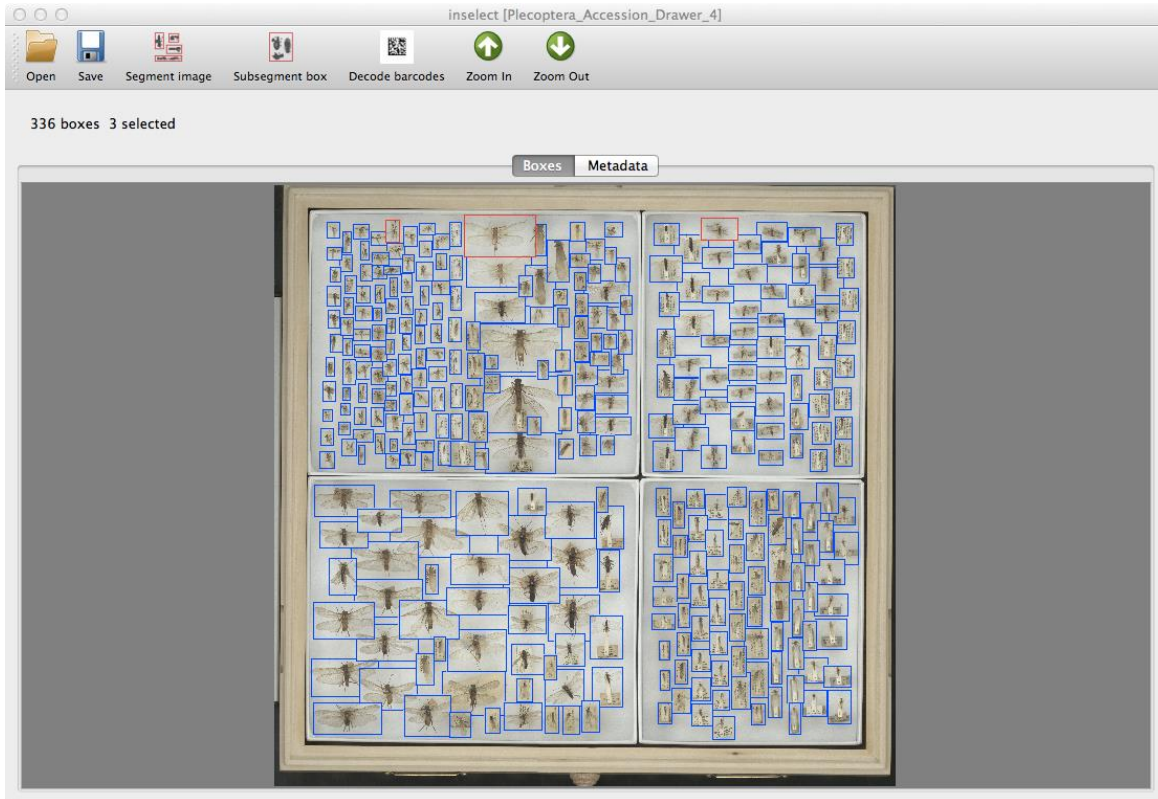 inselect [Plecoptera_Accession_Drawer_4]
Open Save Segment image Subsegment box Decode barcodes Zoom In Zoom Out
336 boxes 3 selected
Boxes Metadata